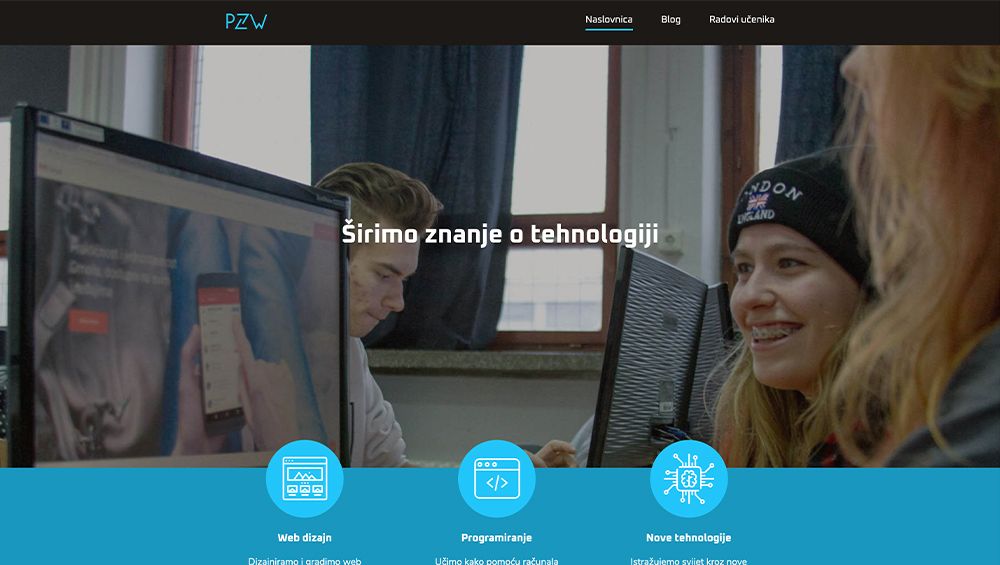 PZW
Naslovnica
Blog
Radovi učenika
LONDON
ENGLAND
Širimo znanje o tehnologiji
</>
Web dizajn
Programiranje
Nove tehnologije
Dizajniramo i gradimo web
Učimo kako pomoću računala
Istražujemo svijet kroz nove